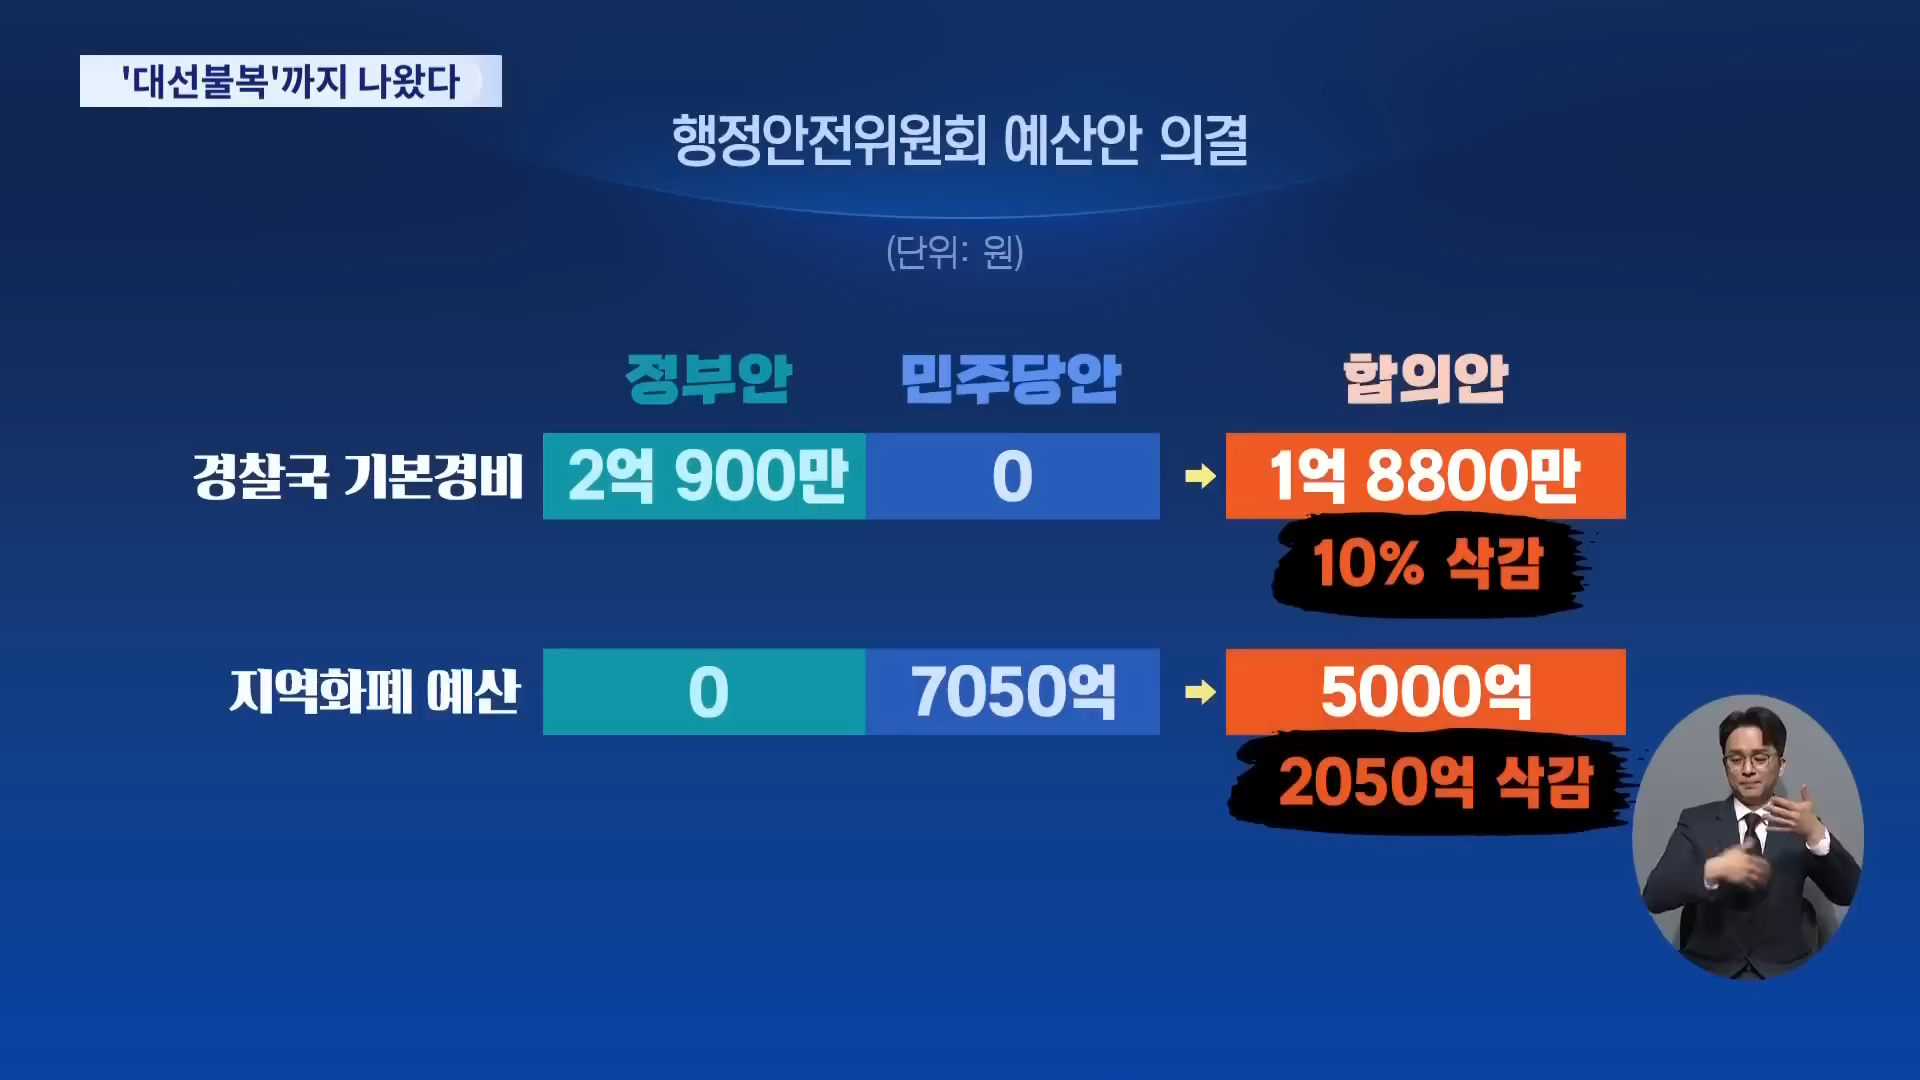 '대선불복'까지 나왔다
행정안전위원회 예산안 의결
(단위: 원)
정부안 민주당안 합의안
경찰국 기본경비 2억 900만 0 1억 8800만
10% 삭감
지역화폐 예산 0 7050억 5000억
2050억 삭감